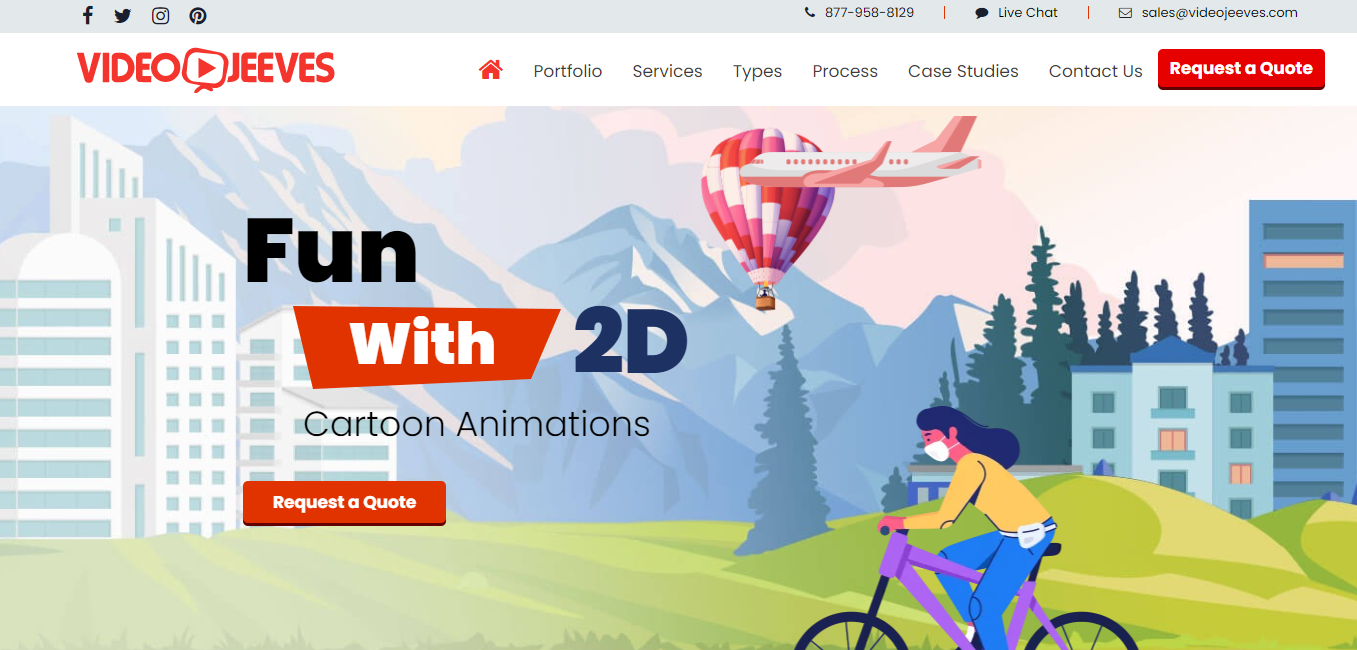 877-958-8129 Live Chat sales@videojeeves.com
VIDEO JEEVES Portfolio Services Types Process Case Studies Contact Us Request a Quote
Fun
With 2D
Cartoon Animations
Request a Quote